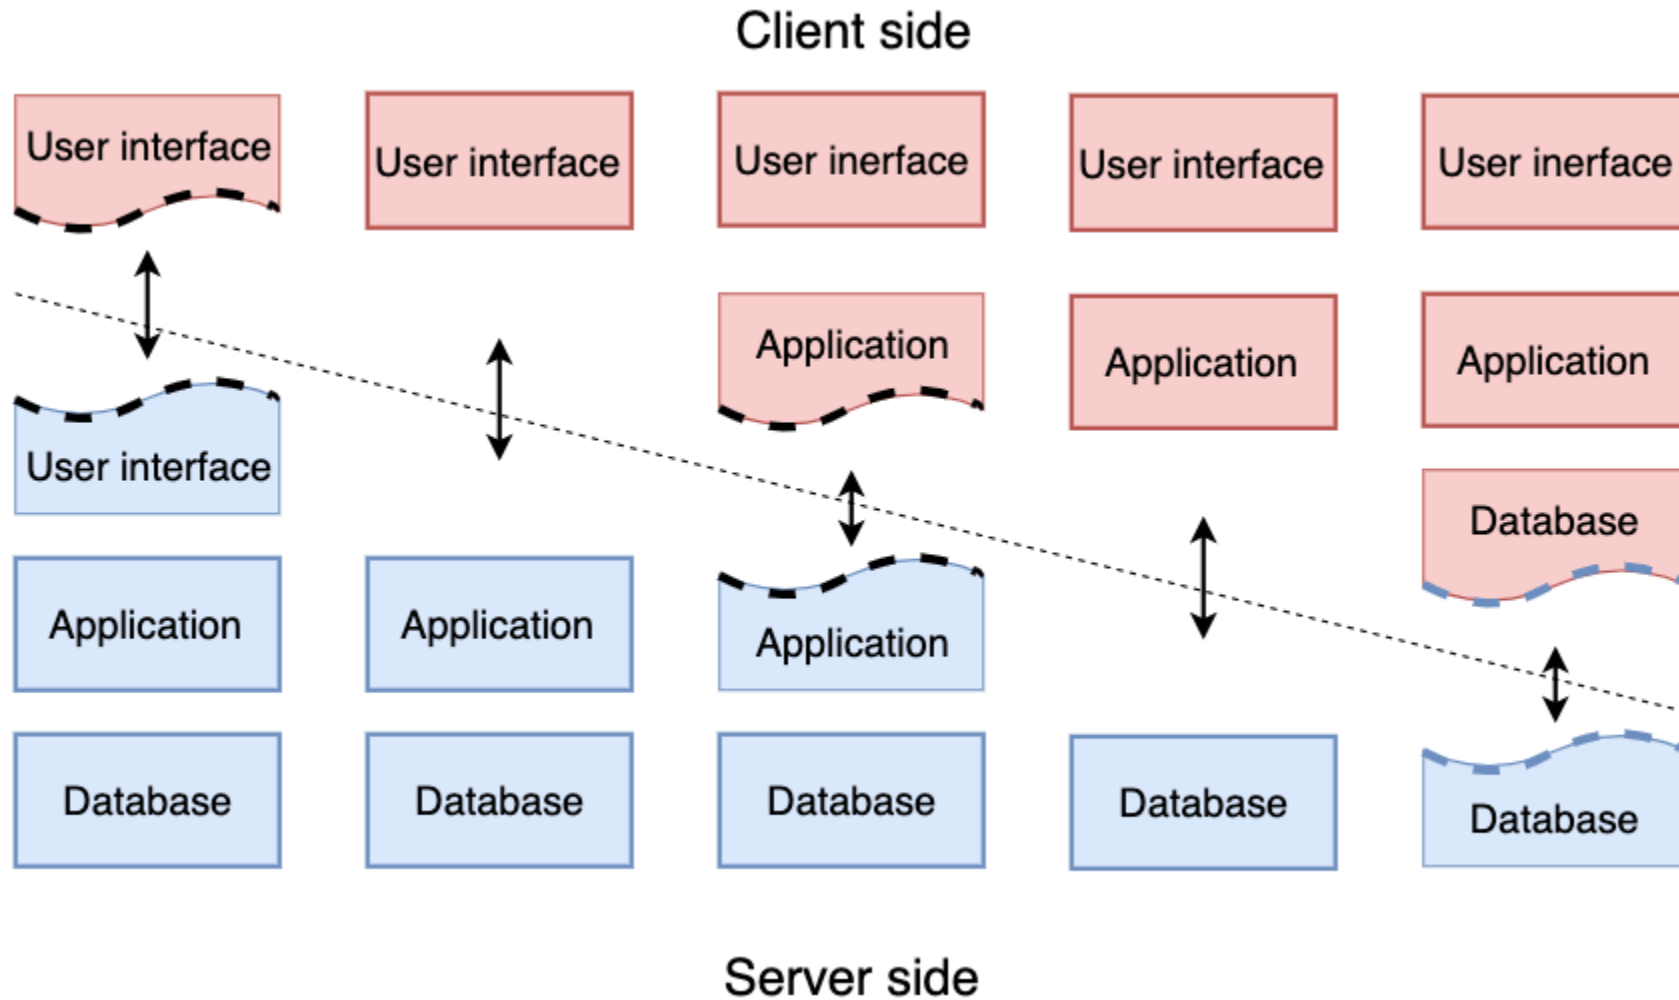 Client side
User interface
User interface
User inerface
User interface
User inerface
Application
Application
Application
User interface
Database
Application
Application
Application
Database
Database
Database
Database
Database
Server side